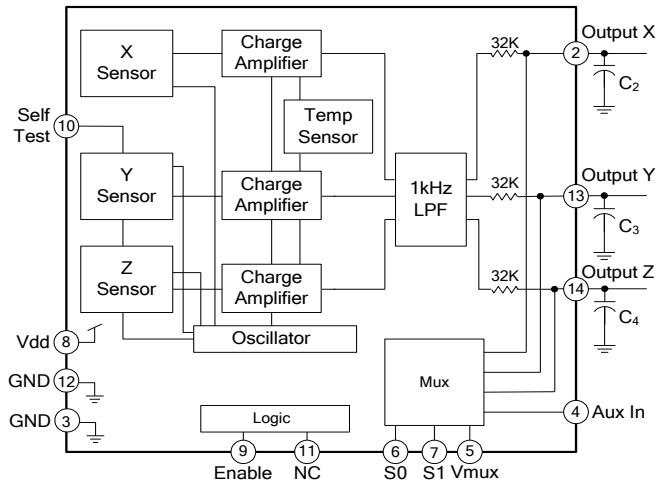 X
Sensor
Charge
Amplifier
32K
2
Output X
C2
Self
Test
10
Temp
Sensor
Y
Sensor
Charge
Amplifier
1kHz
LPF
32K
13
Output Y
C3
Z
Sensor
Charge
Amplifier
32K
14
Output Z
C4
Oscillator
Vdd
8
GND
12
GND
3
Mux
4
Aux In
Logic
9
11
6
7
5
Enable
NC
S0
S1
Vmux